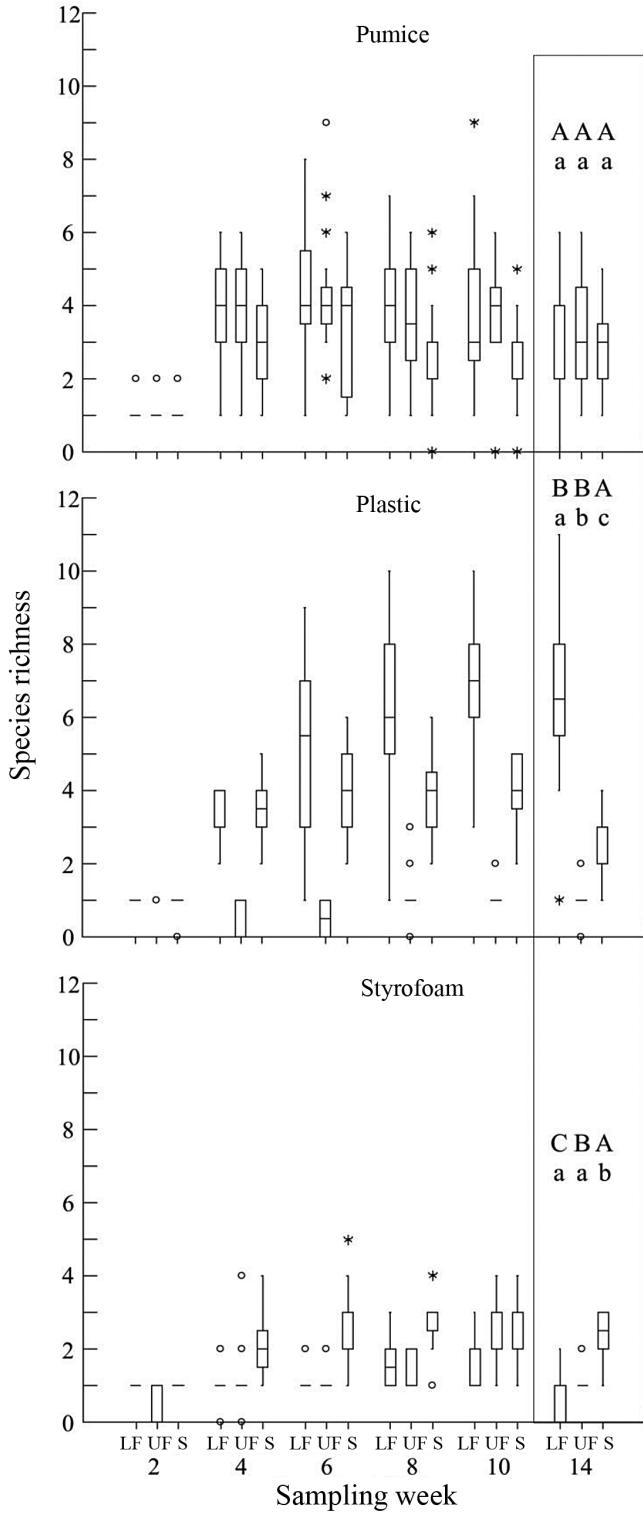 Pumice
12
10
8
6
4
2
0
A A A
a a a
Plastic
12
10
8
6
4
2
0
B B A
a b c
Species richness
Styrofoam
12
10
8
6
4
2
0
C B A
a a b
LF UF S LF UF S LF UF S LF UF S LF UF S LF UF S
2 4 6 8 10 14
Sampling week